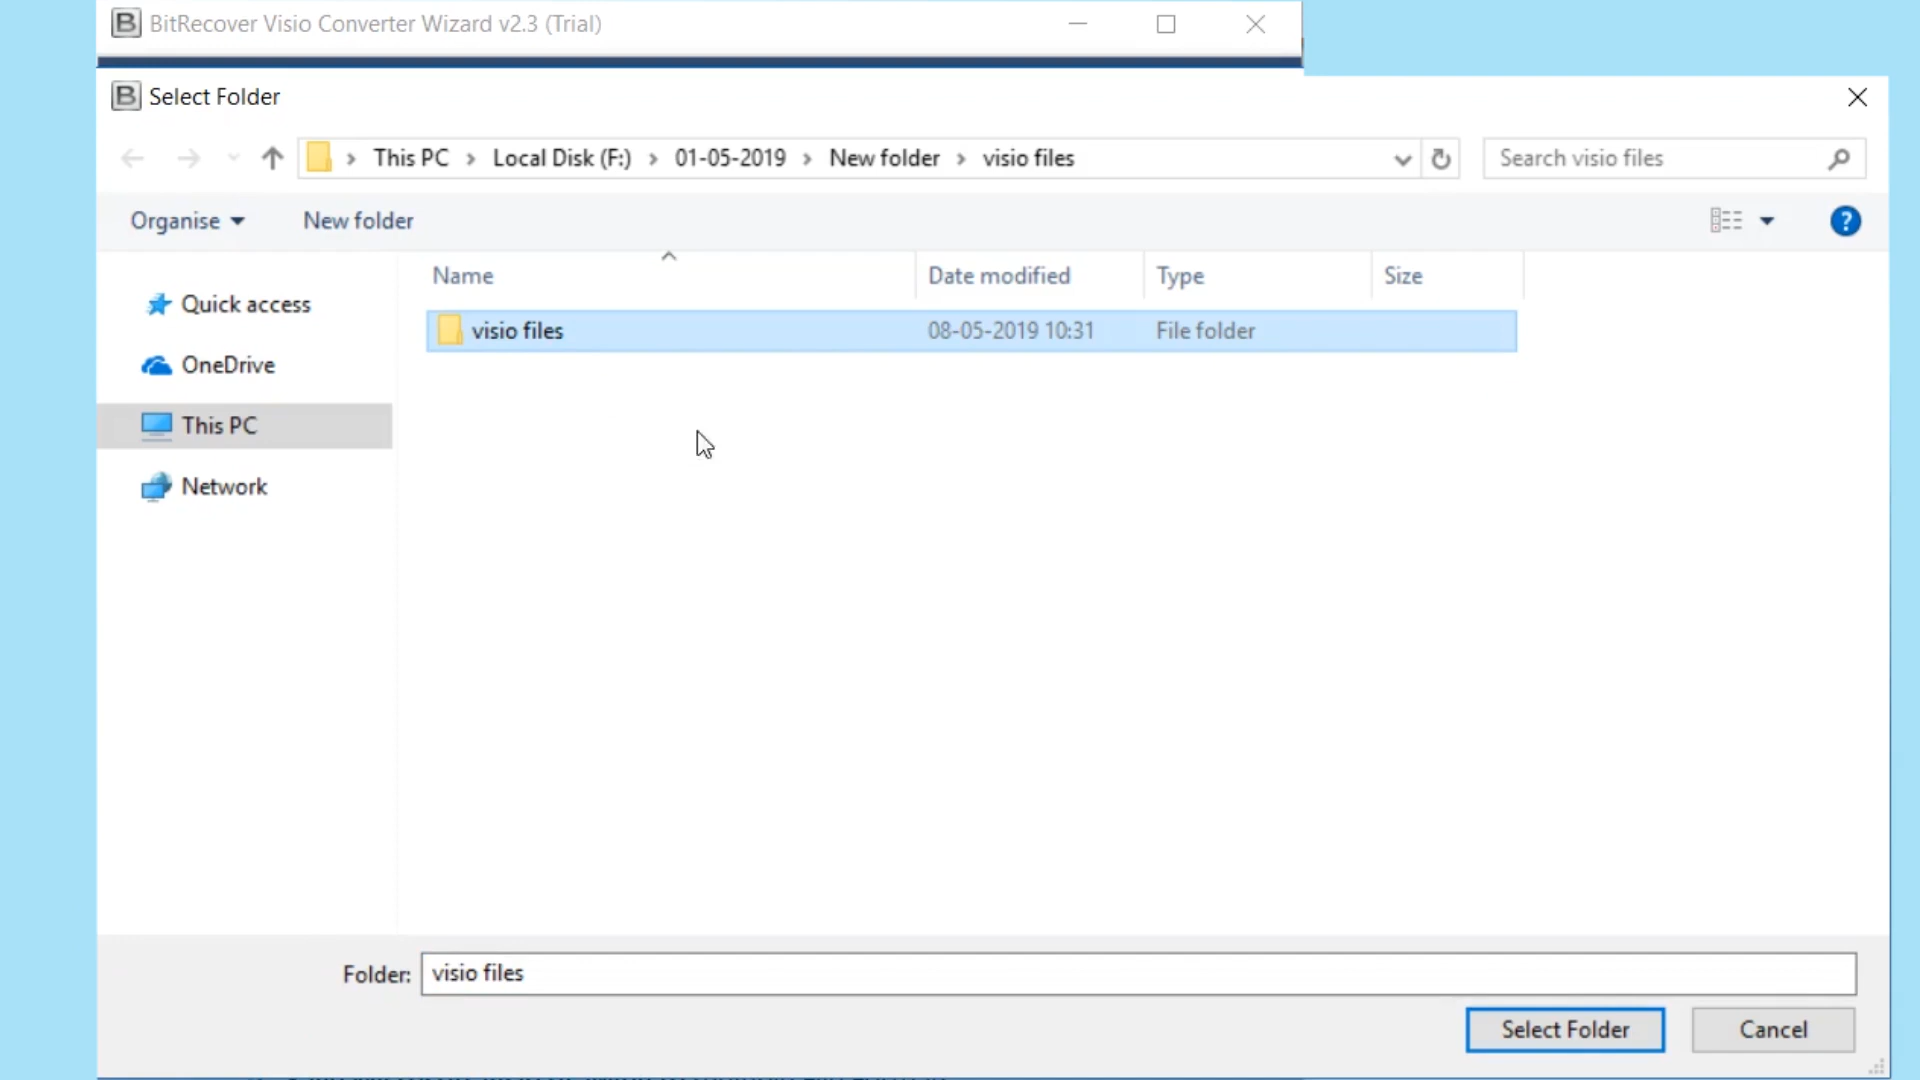 BitRecover Visio Converter Wizard v2.3 (Trial)
Select Folder
This PC > Local Disk (F:) > 01-05-2019 > New folder > visio files
Search visio files
Organise
New folder
Name
Date modified
Type
Size
Quick access
OneDrive
This PC
Network
visio files 08-05-2019 10:31 File folder
Folder: visio files
Select Folder
Cancel